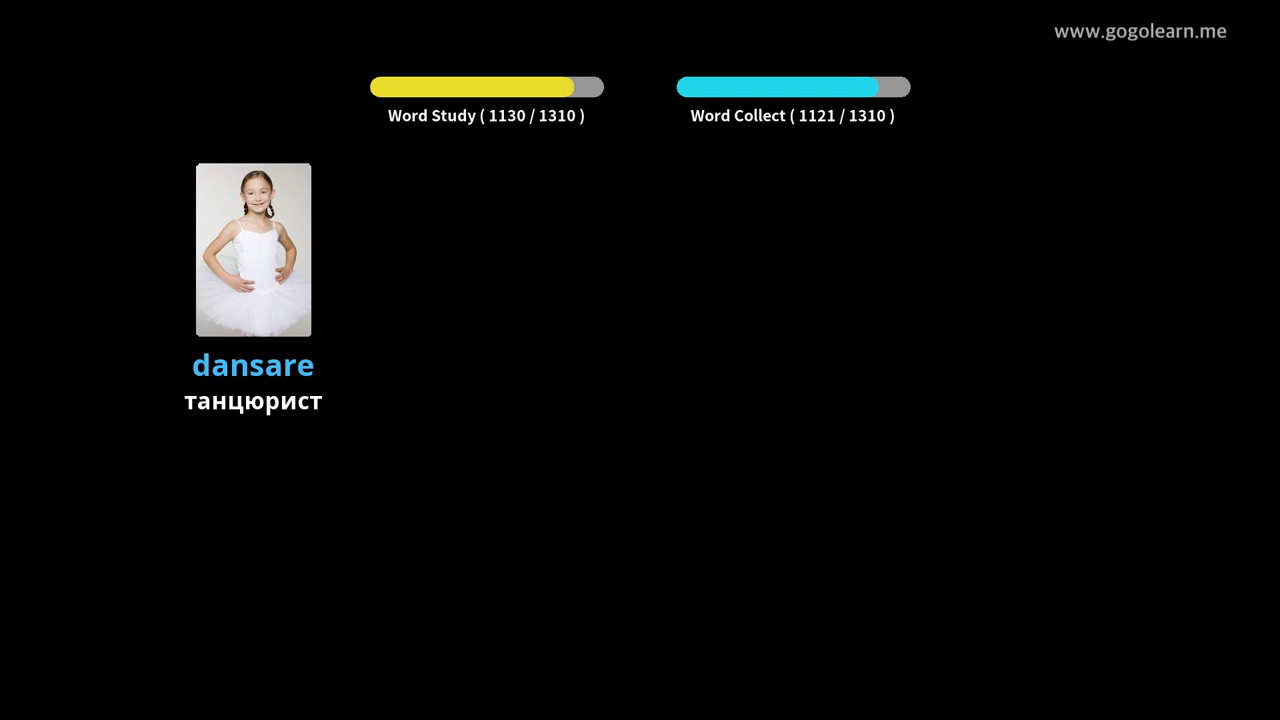 www.gogolearn.me
Word Study ( 1130 / 1310 )
Word Collect ( 1121 / 1310 )
dansare
танцюрист